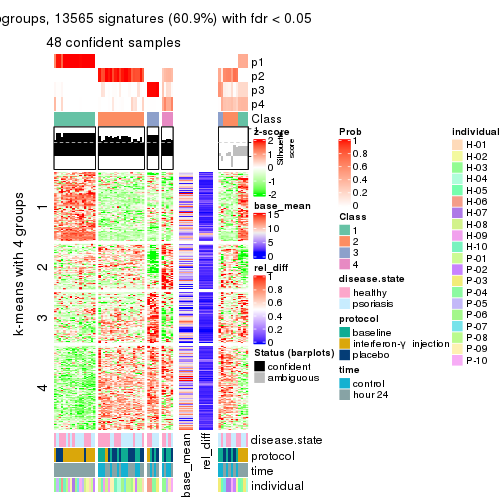 ogroups, 13565 signatures (60.9%) with fdr < 0.05
48 confident samples
p1
p2
p3
p4
Class
Silhouette
score
k-means with 4 groups
1
2
3
4
disease.state
protocol
time
individual
base_mean
rel_diff
z-score
2
1
0
-1
-2
base_mean
15
10
5
0
rel_diff
1
0.8
0.6
0.4
0.2
0
Status (barplots)
confident
ambiguous
Prob
1
0.8
0.6
0.4
0.2
0
Class
1
2
3
4
disease.state
healthy
psoriasis
protocol
baseline
interferon-γ injection
placebo
time
control
hour 24
individual
H-01
H-02
H-03
H-04
H-05
H-06
H-07
H-08
H-09
H-10
P-01
P-02
P-03
P-04
P-05
P-06
P-07
P-08
P-09
P-10